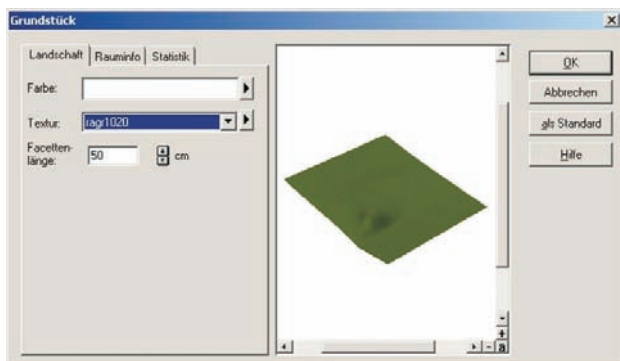 Grundstück
Landschaft Rauminfo Statistik
Farbe:
Textur: ragr1020
Facetten-
länge: 50 cm
OK
Abbrechen
als Standard
Hilfe
a